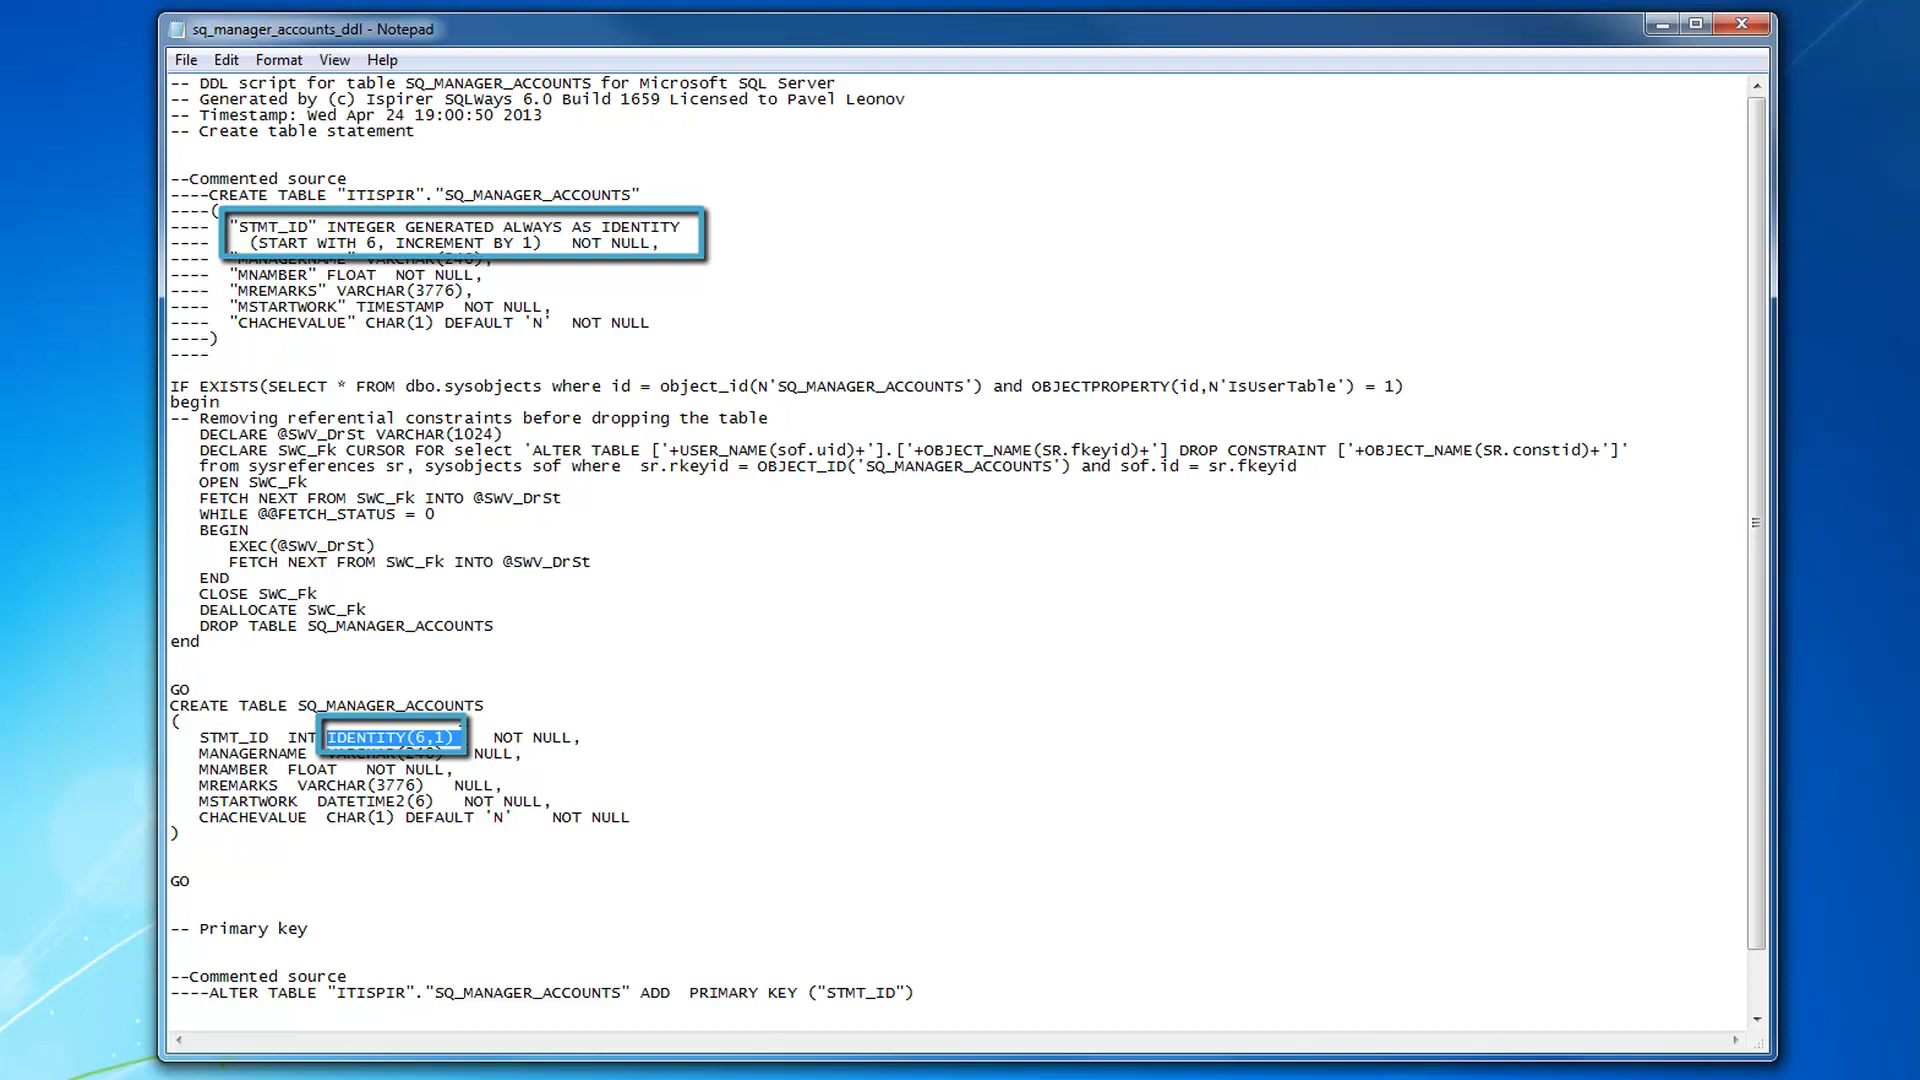 sq_manager_accounts_ddl - Notepad
File Edit Format View Help
-- DDL script for table SQ_MANAGER_ACCOUNTS for Microsoft SQL Server
-- Generated by (c) Ispirer SQLWays 6.0 Build 1659 Licensed to Pavel Leonov
-- Timestamp: Wed Apr 24 19:00:50 2013
-- Create table statement
--Commented source
----CREATE TABLE "ITISPIR"."SQ_MANAGER_ACCOUNTS"
----(
---- "STMT_ID" INTEGER GENERATED ALWAYS AS IDENTITY
---- (START WITH 6, INCREMENT BY 1) NOT NULL,
---- "MANAGERNAME" VARCHAR(240),
---- "MNAMBER" FLOAT NOT NULL,
---- "MREMARKS" VARCHAR(3776),
---- "MSTARTWORK" TIMESTAMP NOT NULL,
---- "CHACHEVALUE" CHAR(1) DEFAULT 'N' NOT NULL
----)
----
IF EXISTS(SELECT * FROM dbo.sysobjects where id = object_id(N'SQ_MANAGER_ACCOUNTS') and OBJECTPROPERTY(id,N'IsUserTable') = 1)
begin
-- Removing referential constraints before dropping the table
DECLARE @SWV_DrSt VARCHAR(1024)
DECLARE SWC_Fk CURSOR FOR select 'ALTER TABLE ['+USER_NAME(sof.uid)+'].['+OBJECT_NAME(SR.fkeyid)+'] DROP CONSTRAINT ['+OBJECT_NAME(SR.constid)+']'
from sysreferences sr, sysobjects sof where sr.rkeyid = OBJECT_ID('SQ_MANAGER_ACCOUNTS') and sof.id = sr.fkeyid
OPEN SWC_Fk
FETCH NEXT FROM SWC_Fk INTO @SWV_DrSt
WHILE @@FETCH_STATUS = 0
BEGIN
EXEC(@SWV_DrSt)
FETCH NEXT FROM SWC_Fk INTO @SWV_DrSt
END
CLOSE SWC_Fk
DEALLOCATE SWC_Fk
DROP TABLE SQ_MANAGER_ACCOUNTS
end
GO
CREATE TABLE SQ_MANAGER_ACCOUNTS
(
STMT_ID INT IDENTITY(6,1) NOT NULL,
MANAGERNAME VARCHAR(240) NULL,
MNAMBER FLOAT NOT NULL,
MREMARKS VARCHAR(3776) NULL,
MSTARTWORK DATETIME2(6) NOT NULL,
CHACHEVALUE CHAR(1) DEFAULT 'N' NOT NULL
)
GO
-- Primary key
--Commented source
----ALTER TABLE "ITISPIR"."SQ_MANAGER_ACCOUNTS" ADD PRIMARY KEY ("STMT_ID")